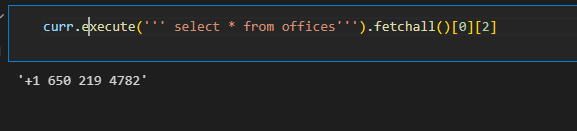 curr.execute(''' select * from offices''').fetchall()[0][2]
'+1 650 219 4782'